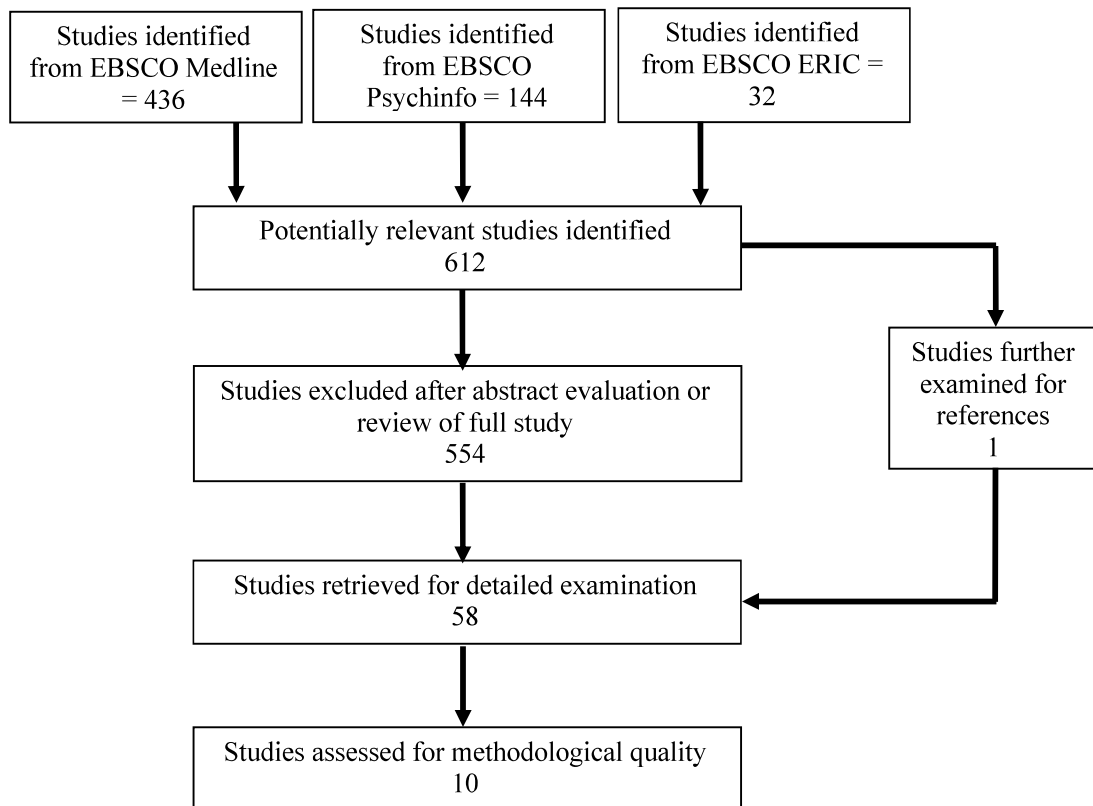 Studies identified
from EBSCO Medline
= 436
Studies identified
from EBSCO
Psychinfo = 144
Studies identified
from EBSCO ERIC =
32
Potentially relevant studies identified
612
Studies further
examined for
references
1
Studies excluded after abstract evaluation or
review of full study
554
Studies retrieved for detailed examination
58
Studies assessed for methodological quality
10